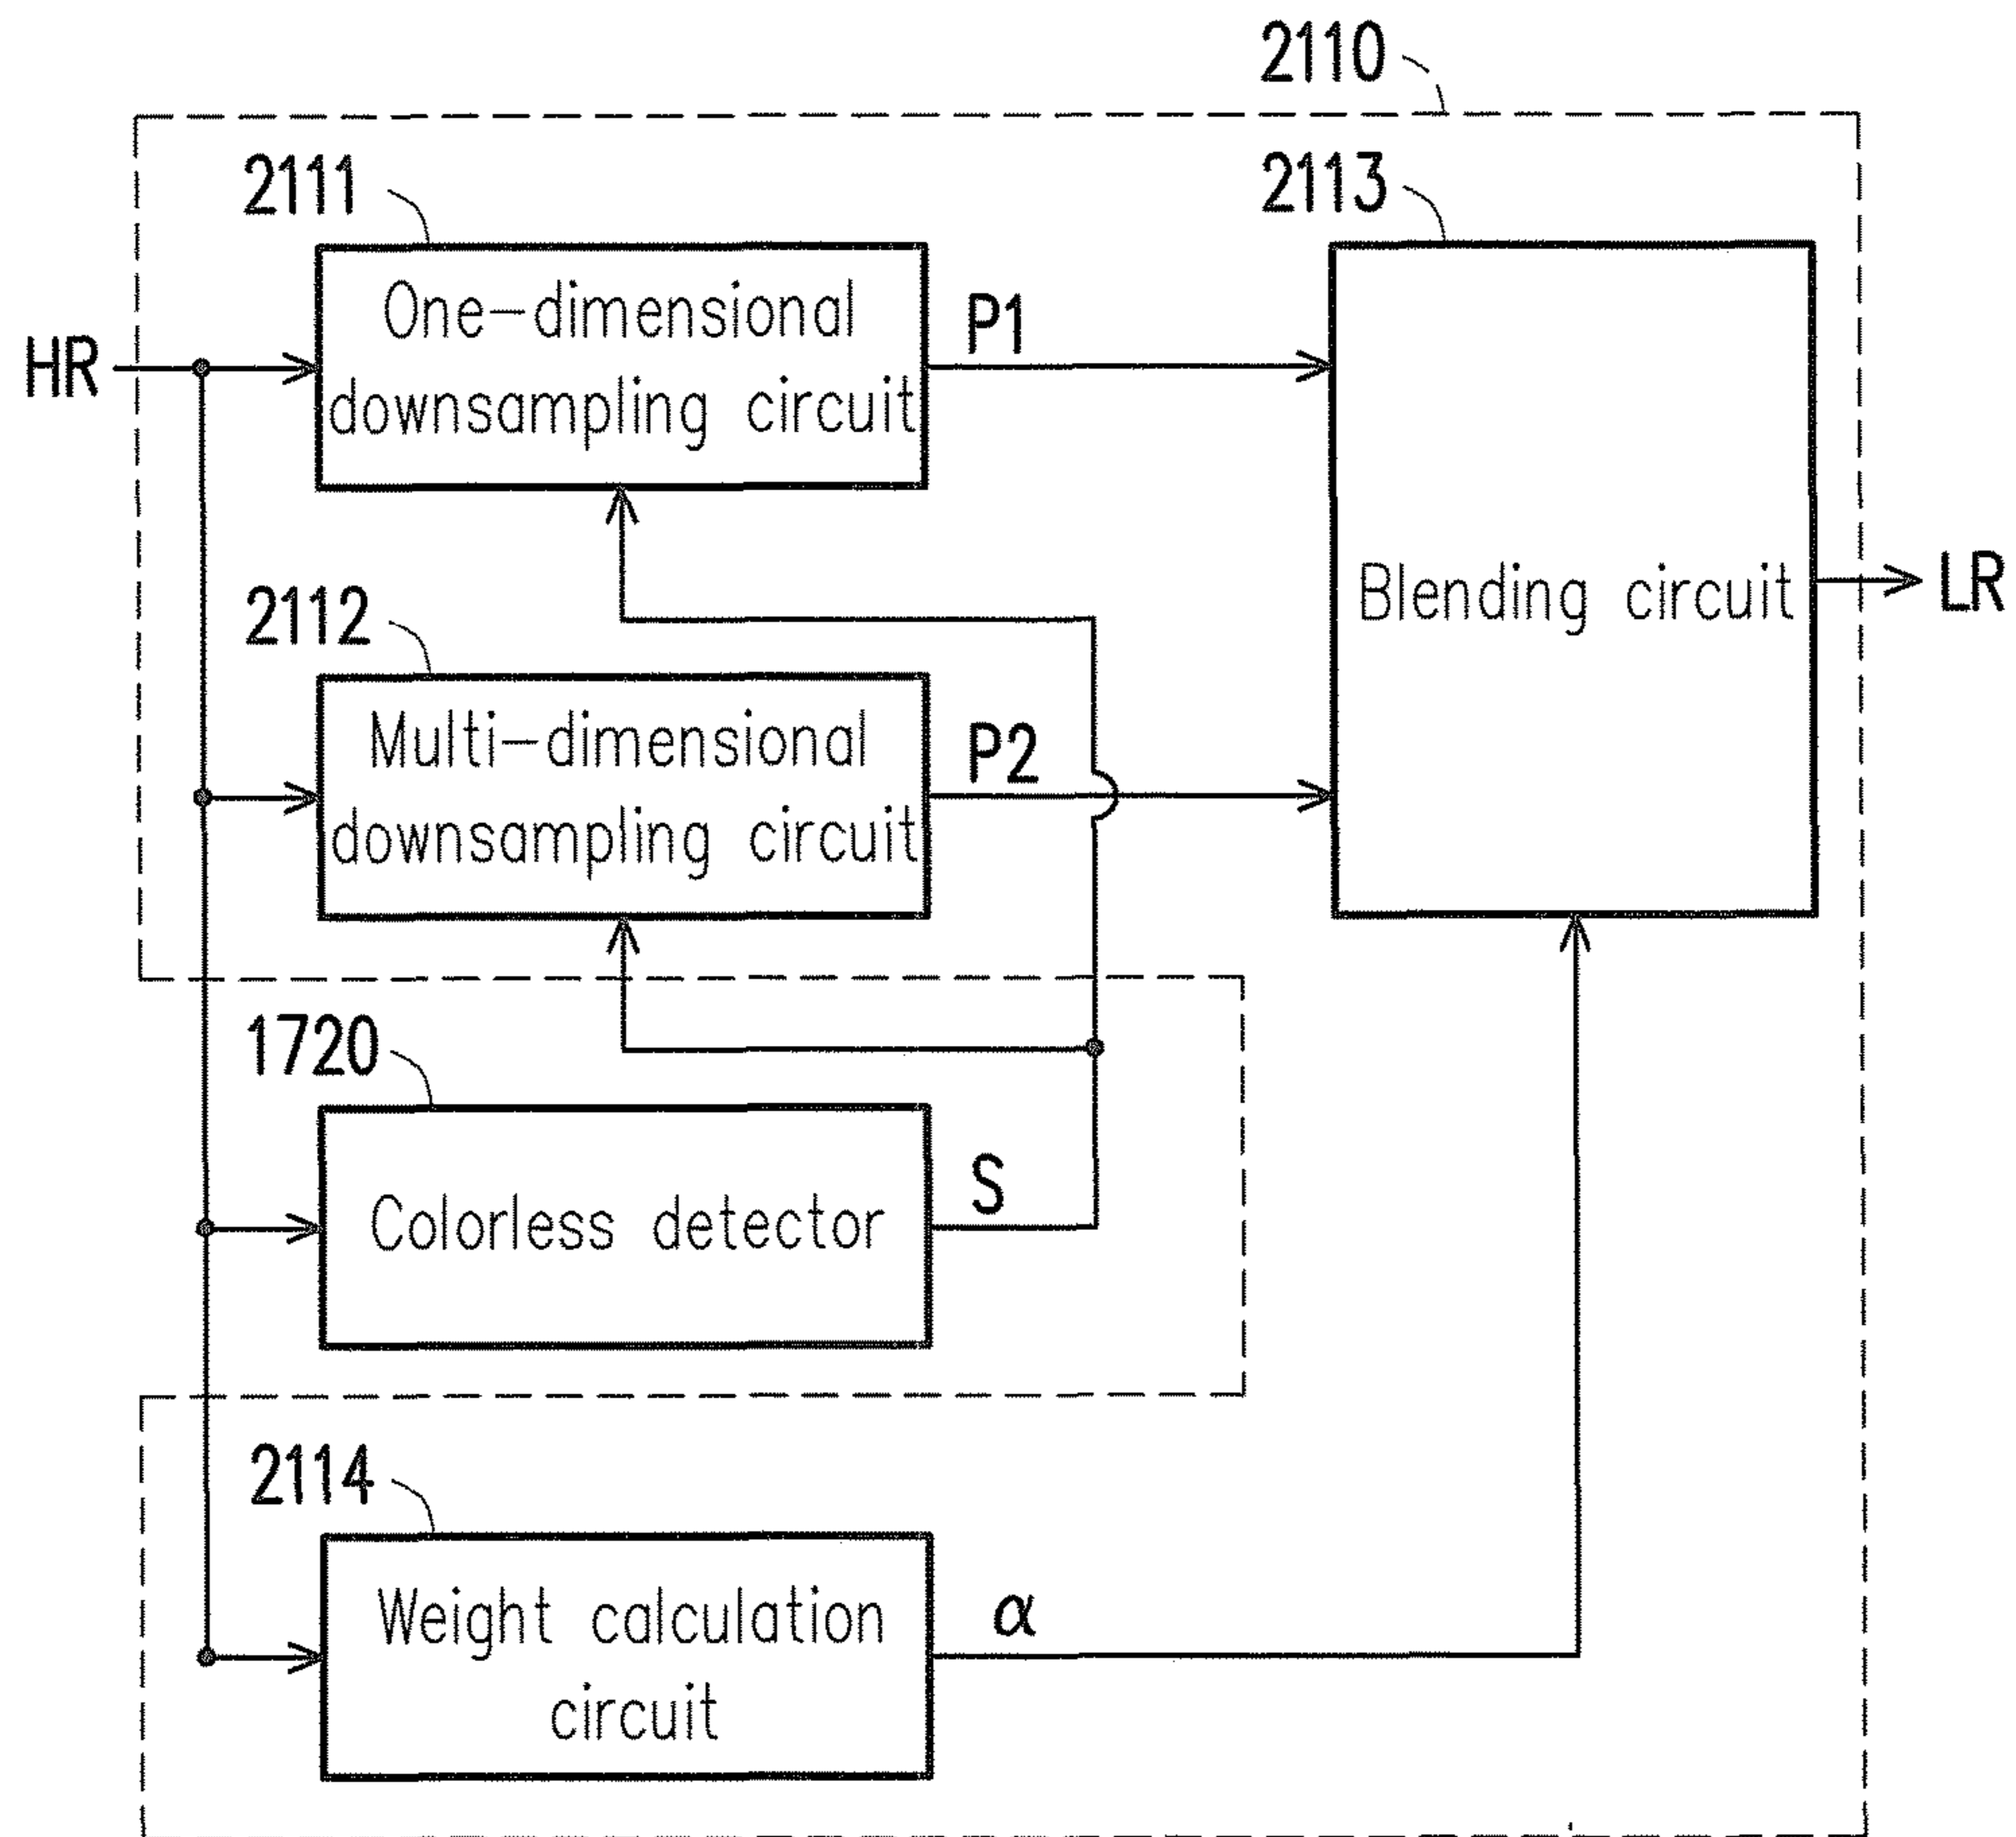 2110
2111
2113
One-dimensional
downsampling circuit
P1
HR
Blending circuit
LR
2112
Multi-dimensional
downsampling circuit
P2
1720
Colorless detector
S
2114
Weight calculation
circuit
α